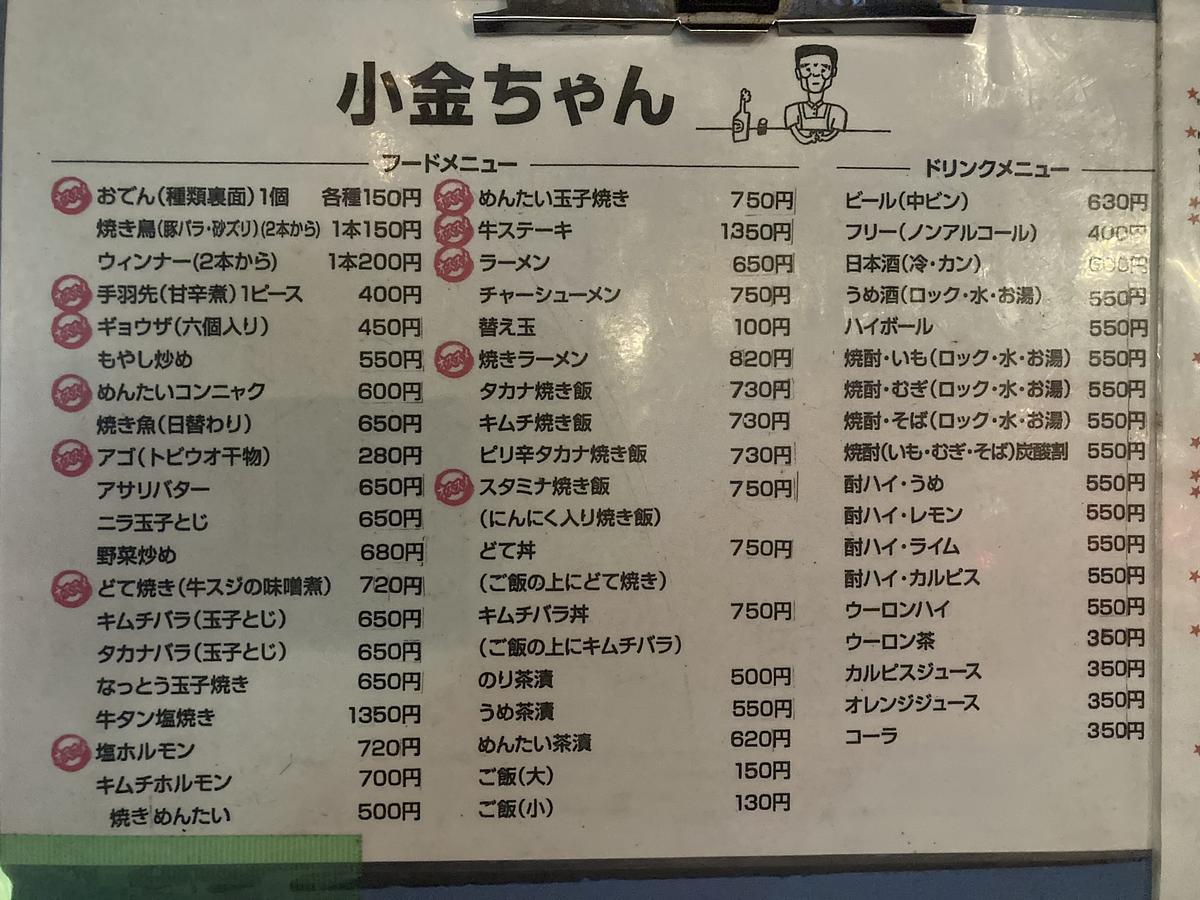 小金ちゃん
フードメニュー
おでん(種類裏面)1個 各種150円
焼き鳥(豚バラ・砂ズリ)(2本から) 1本150円
ウィンナー(2本から) 1本200円
手羽先(甘辛煮)1ピース 400円
ギョウザ(六個入り) 450円
もやし炒め 550円
めんたいコンニャク 600円
焼き魚(日替わり) 650円
アゴ(トビウオ干物) 280円
アサリバター 650円
ニラ玉子とじ 650円
野菜炒め 680円
どて焼き(牛スジの味噌煮) 720円
キムチバラ(玉子とじ) 650円
タカナバラ(玉子とじ) 650円
なっとう玉子焼き 650円
牛タン塩焼き 1350円
塩ホルモン 720円
キムチホルモン 700円
焼きめんたい 500円
めんたい玉子焼き 750円
牛ステーキ 1350円
ラーメン 650円
チャーシューメン 750円
替え玉 100円
焼きラーメン 820円
タカナ焼き飯 730円
キムチ焼き飯 730円
ピリ辛タカナ焼き飯 730円
スタミナ焼き飯 750円
(にんにく入り焼き飯)
どて丼 750円
(ご飯の上にどて焼き)
キムチバラ丼 750円
(ご飯の上にキムチバラ)
のり茶漬 500円
うめ茶漬 550円
めんたい茶漬 620円
ご飯(大) 150円
ご飯(小) 130円
ドリンクメニュー
ビール(中ビン) 630円
フリー(ノンアルコール) 400円
日本酒(冷・カン) 600円
うめ酒(ロック・水・お湯) 550円
ハイボール 550円
焼酎・いも(ロック・水・お湯) 550円
焼酎・むぎ(ロック・水・お湯) 550円
焼酎・そば(ロック・水・お湯) 550円
焼酎(いも・むぎ・そば)炭酸割 550円
酎ハイ・うめ 550円
酎ハイ・レモン 550円
酎ハイ・ライム 550円
酎ハイ・カルピス 550円
ウーロンハイ 550円
ウーロン茶 350円
カルピスジュース 350円
オレンジジュース 350円
コーラ 350円